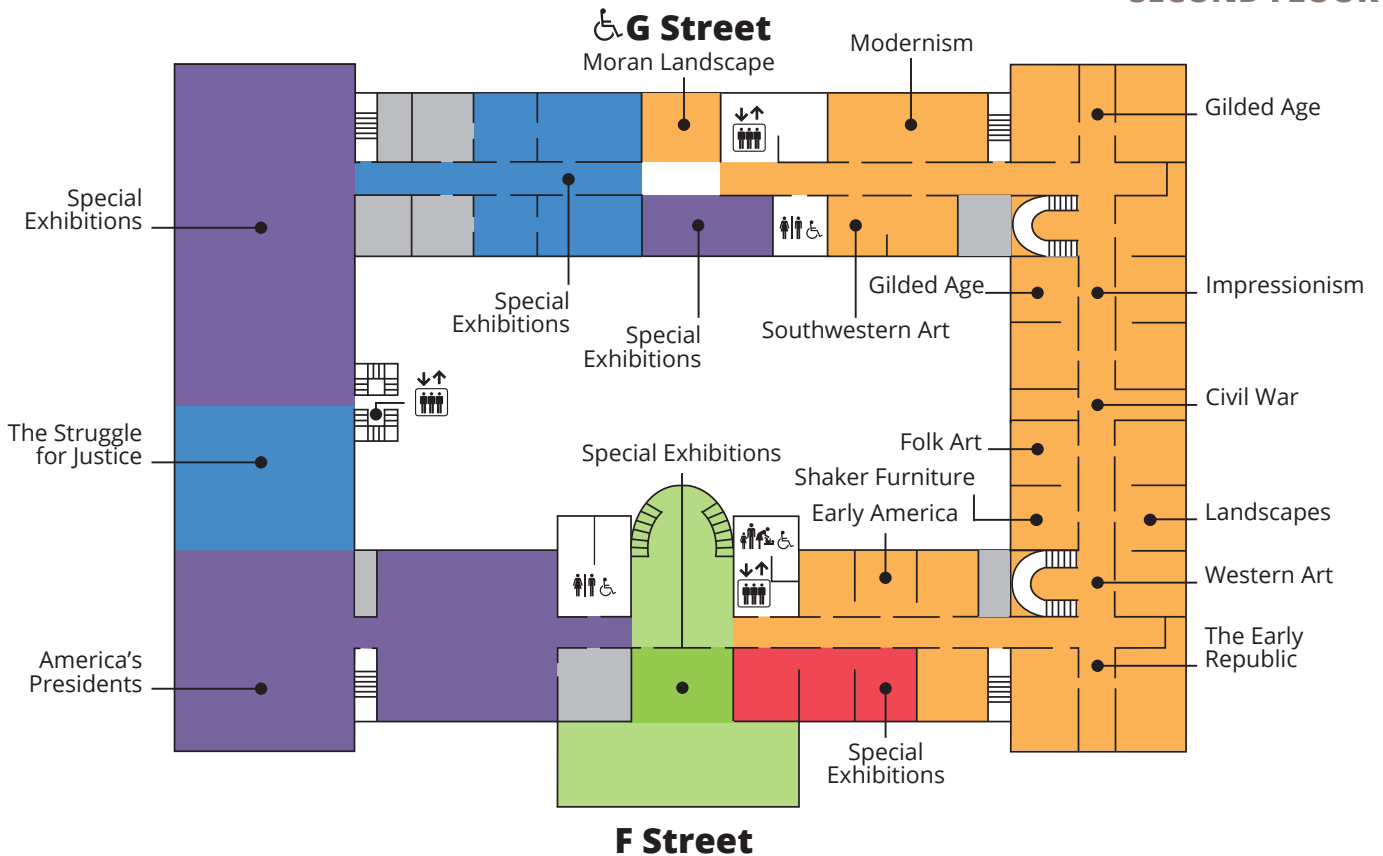 SECOND FLOOR
G Street
Moran Landscape
Modernism
Gilded Age
Special
Exhibitions
Special
Exhibitions
Special
Exhibitions
Southwestern Art
Gilded Age
Impressionism
Civil War
The Struggle
for Justice
Special Exhibitions
Folk Art
Shaker Furniture
Early America
Landscapes
Western Art
The Early
Republic
America's
Presidents
Special
Exhibitions
F Street